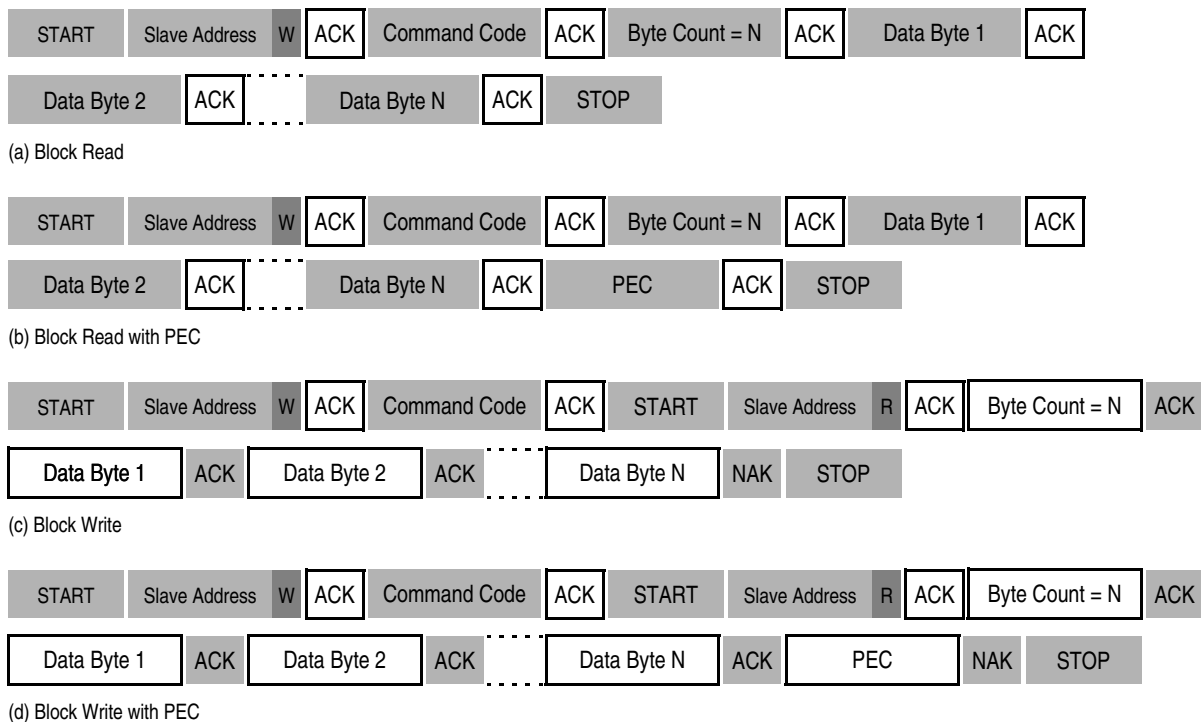 START Slave Address W ACK Command Code ACK Byte Count = N ACK Data Byte 1 ACK
Data Byte 2 ACK Data Byte N ACK STOP
(a) Block Read
START Slave Address W ACK Command Code ACK Byte Count = N ACK Data Byte 1 ACK
Data Byte 2 ACK Data Byte N ACK PEC ACK STOP
(b) Block Read with PEC
START Slave Address W ACK Command Code ACK START Slave Address R ACK Byte Count = N ACK
Data Byte 1 ACK Data Byte 2 ACK Data Byte N NAK STOP
(c) Block Write
START Slave Address W ACK Command Code ACK START Slave Address R ACK Byte Count = N ACK
Data Byte 1 ACK Data Byte 2 ACK Data Byte N ACK PEC NAK STOP
(d) Block Write with PEC